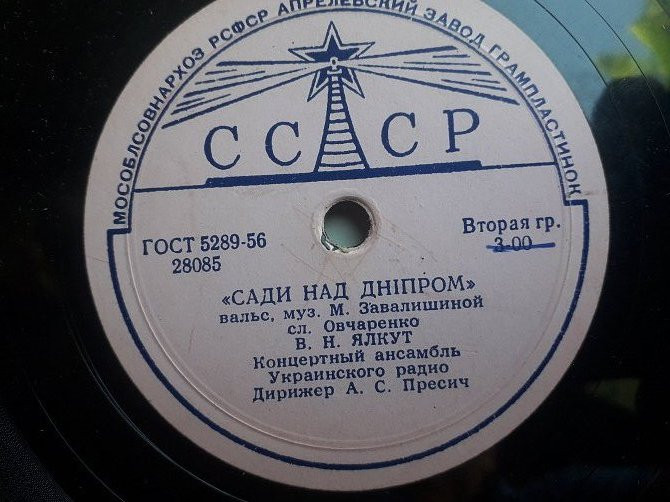 МОСОБЛСОВНАРХОЗ РСФСР АПРЕЛЕВСКИЙ ЗАВОД ГРАМПЛАСТИНОК
СССР
ГОСТ 5289-56
28085
Вторая гр.
3-00
«САДИ НАД ДНІПРОМ»
вальс, муз. М. Завалишиной
сл. Овчаренко
В. Н. ЯЛКУТ
Концертный ансамбль
Украинского радио
Дирижер А. С. Пресич